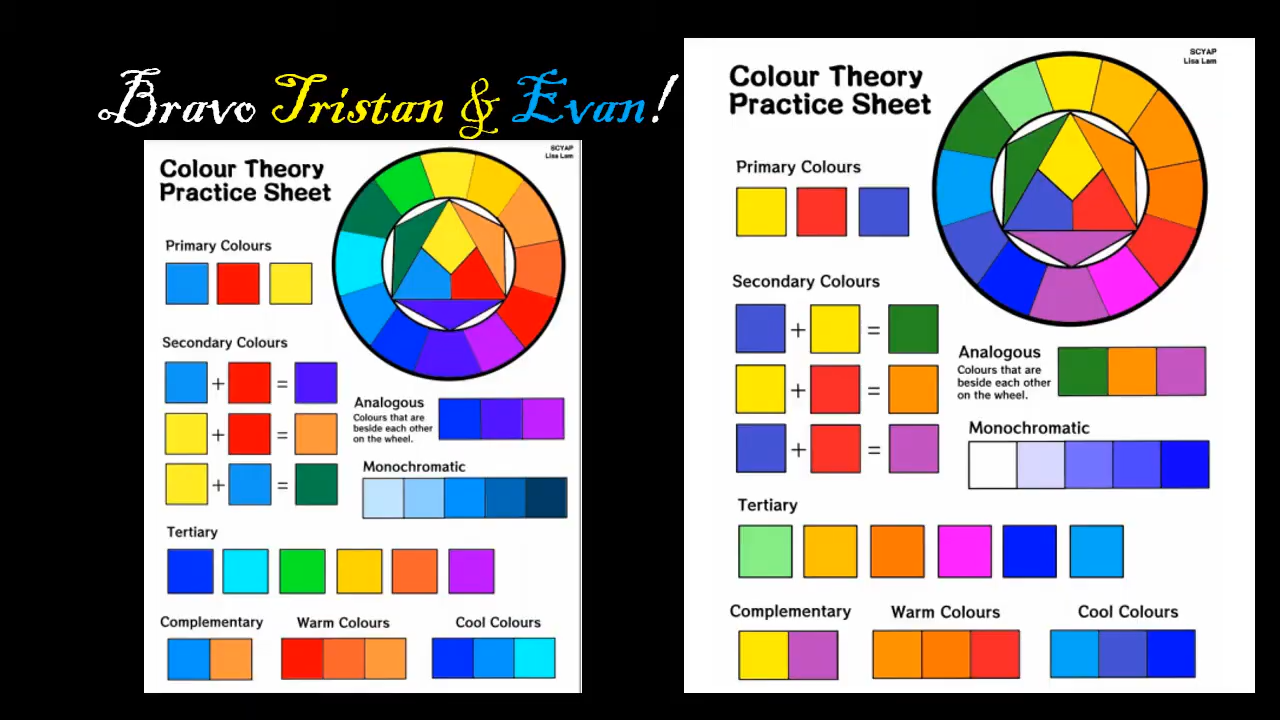 Bravo Tristan & Evan!
SCYAP
Lisa Lam
Colour Theory
Practice Sheet
Primary Colours
Secondary Colours
+ =
+ =
+ =
Analogous
Colours that are
beside each other
on the wheel.
Monochromatic
Tertiary
Complementary
Warm Colours
Cool Colours
SCYAP
Lisa Lam
Colour Theory
Practice Sheet
Primary Colours
Secondary Colours
+ =
+ =
+ =
Analogous
Colours that are
beside each other
on the wheel.
Monochromatic
Tertiary
Complementary
Warm Colours
Cool Colours